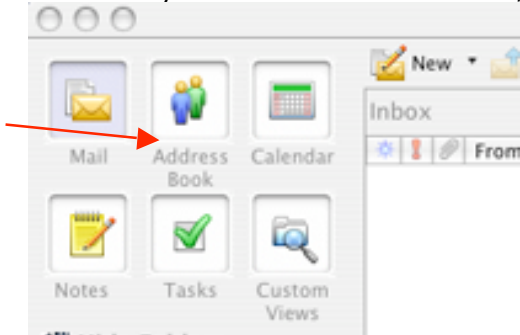 New
Inbox
From
Mail Address Book Calendar
Notes Tasks Custom Views